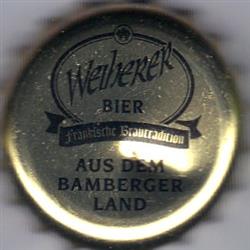 Weiherer
BIER
Fränkische Brautradition
AUS DEM
BAMBERGER
LAND